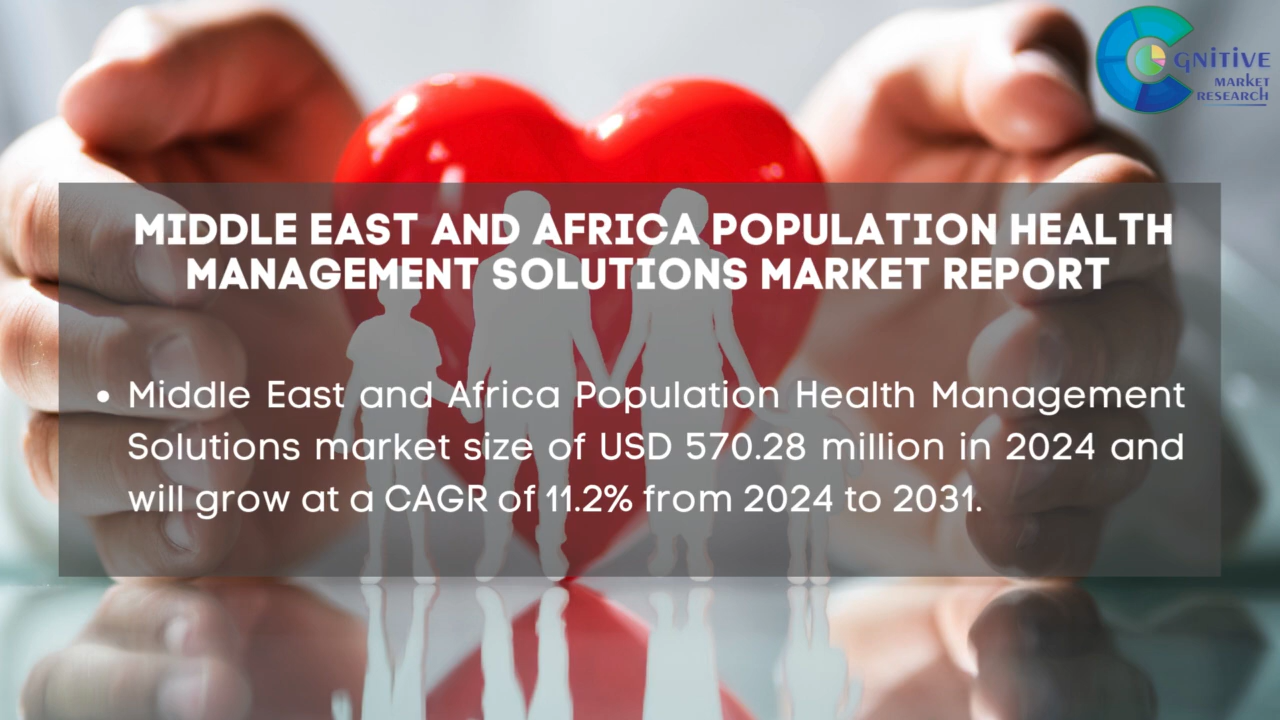 GNITIVE
MARKET
RESEARCH
MIDDLE EAST AND AFRICA POPULATION HEALTH
MANAGEMENT SOLUTIONS MARKET REPORT
• Middle East and Africa Population Health Management
Solutions market size of USD 570.28 million in 2024 and
will grow at a CAGR of 11.2% from 2024 to 2031.